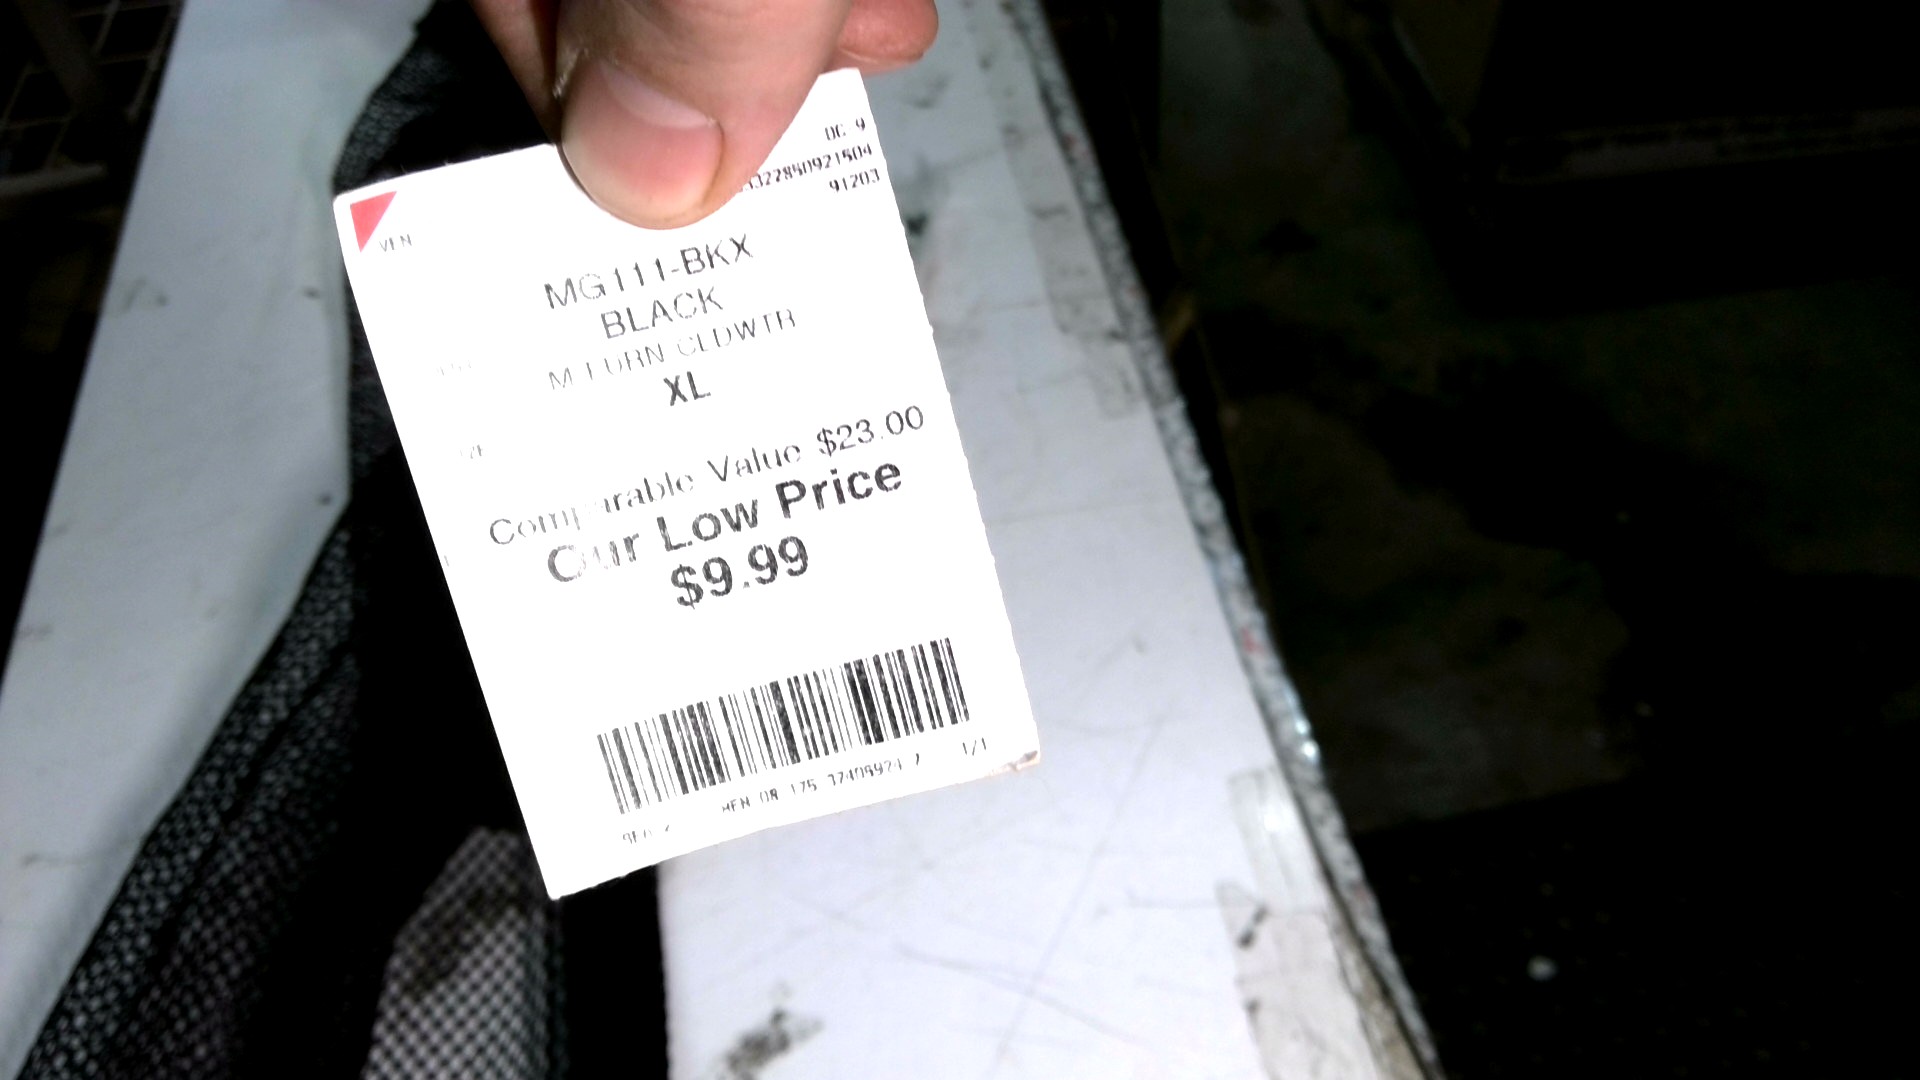 DC 9
91203
VEN
MG111-BKX
BLACK
CLDWTR
XL
Comparable Value $23.00
Our Low Price
$9.99
1/1